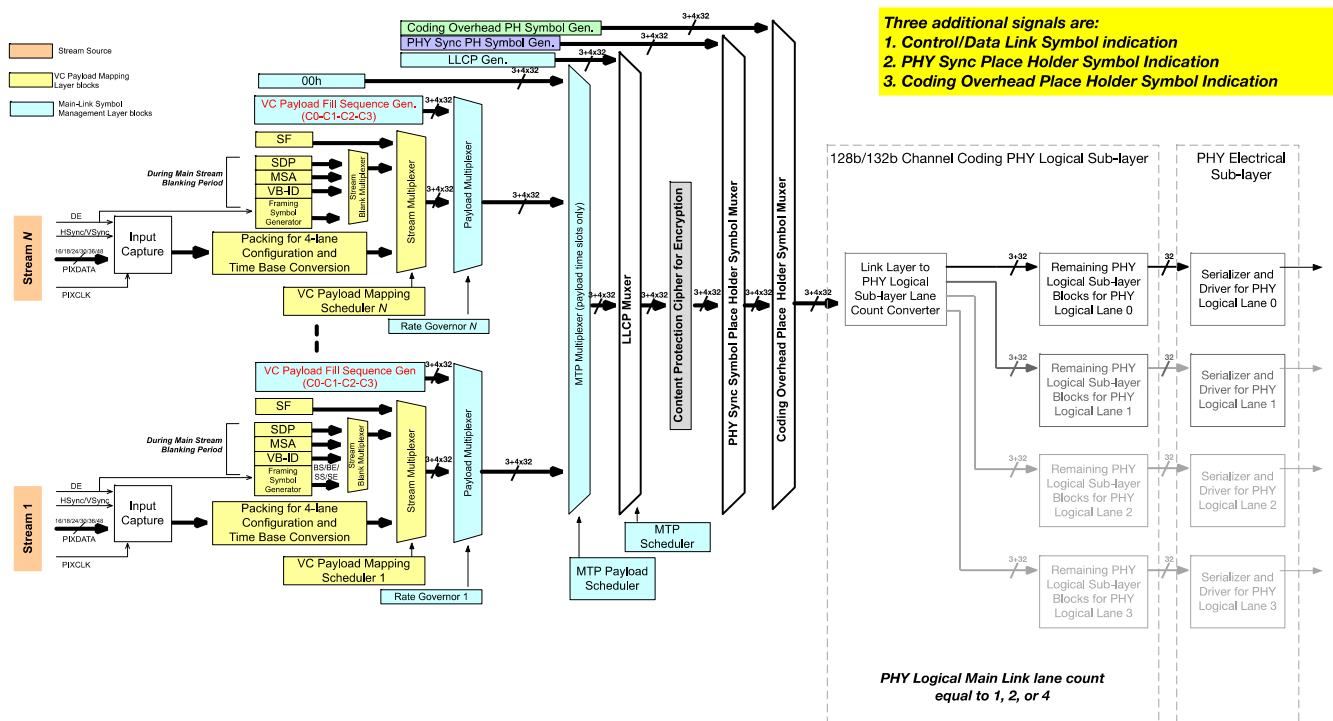 Three additional signals are:
1. Control/Data Link Symbol indication
2. PHY Sync Place Holder Symbol Indication
3. Coding Overhead Place Holder Symbol Indication
Stream Source
VC Payload Mapping
Layer blocks
Main-Link Symbol
Management Layer blocks
Coding Overhead PH Symbol Gen.
3+4x32
PHY Sync PH Symbol Gen.
3+4x32
LLCP Gen.
3+4x32
00h
3+4x32
VC Payload Fill Sequence Gen.
(C0-C1-C2-C3)
3+4x32
SF
During Main Stream
Blanking Period
SDP
MSA
VB-ID
Framing
Symbol
Generator
Stream
Blank Multiplexer
Stream Multiplexer
3+4x32
Payload Multiplexer
3+4x32
Stream N
DE
HSync/VSync
16/18/24/30/36/48
PIXDATA
PIXCLK
Input
Capture
Packing for 4-lane
Configuration and
Time Base Conversion
VC Payload Mapping
Scheduler N
Rate Governor N
VC Payload Fill Sequence Gen
(C0-C1-C2-C3)
3+4x32
SF
During Main Stream
Blanking Period
SDP
MSA
VB-ID
Framing
Symbol
Generator
BS/BE/
SS/SE
Stream
Blank Multiplexer
Stream Multiplexer
3+4x32
Payload Multiplexer
3+4x32
Stream 1
DE
HSync/VSync
16/18/24/30/36/48
PIXDATA
PIXCLK
Input
Capture
Packing for 4-lane
Configuration and
Time Base Conversion
VC Payload Mapping
Scheduler 1
Rate Governor 1
MTP Multiplexer (payload time slots only)
3+4x32
MTP Payload
Scheduler
LLCP Muxer
3+4x32
MTP
Scheduler
Content Protection Cipher for Encryption
3+4x32
PHY Sync Symbol Place Holder Symbol Muxer
3+4x32
Coding Overhead Place Holder Symbol Muxer
3+4x32
128b/132b Channel Coding PHY Logical Sub-layer
Link Layer to
PHY Logical
Sub-layer Lane
Count Converter
3+32
Remaining PHY
Logical Sub-layer
Blocks for PHY
Logical Lane 0
32
3+32
Remaining PHY
Logical Sub-layer
Blocks for PHY
Logical Lane 1
32
3+32
Remaining PHY
Logical Sub-layer
Blocks for PHY
Logical Lane 2
32
3+32
Remaining PHY
Logical Sub-layer
Blocks for PHY
Logical Lane 3
32
PHY Electrical
Sub-layer
Serializer and
Driver for PHY
Logical Lane 0
Serializer and
Driver for PHY
Logical Lane 1
Serializer and
Driver for PHY
Logical Lane 2
Serializer and
Driver for PHY
Logical Lane 3
PHY Logical Main Link lane count
equal to 1, 2, or 4